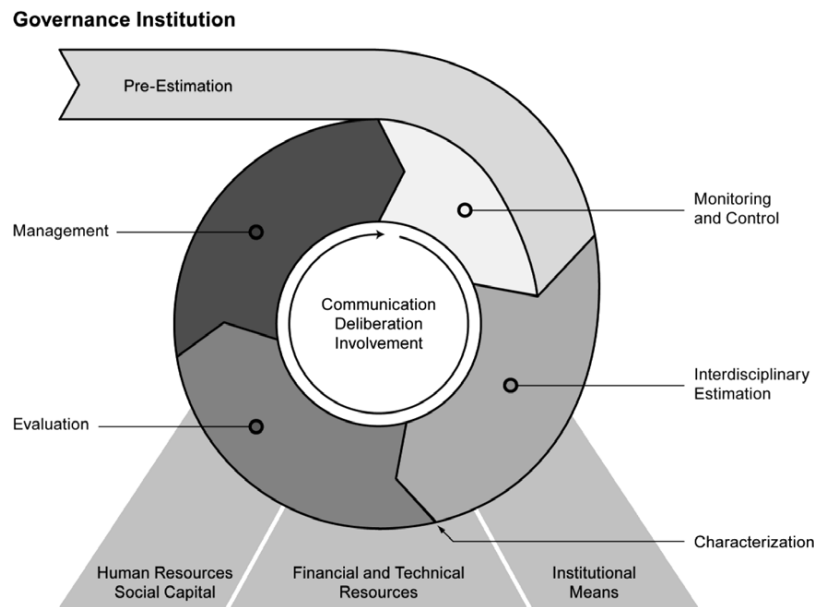 Governance Institution
Pre-Estimation
Monitoring
and Control
Management
Communication
Deliberation
Involvement
Interdisciplinary
Estimation
Evaluation
Characterization
Human Resources
Social Capital
Financial and Technical
Resources
Institutional
Means